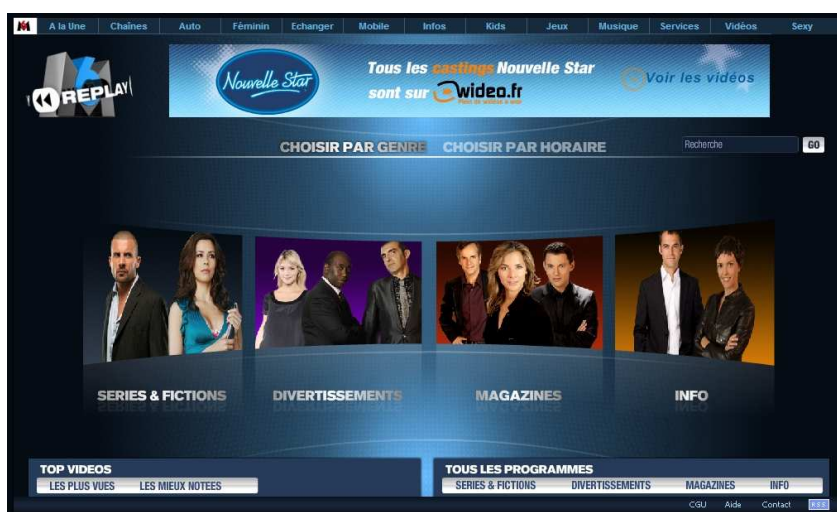 M A la Une Chaînes Auto Féminin Echanger Mobile Infos Kids Jeux Musique Services Vidéos Sexy
M6 REPLAY
Nouvelle Star
Tous les castings Nouvelle Star
sont sur wideo.fr
Voir les vidéos
CHOISIR PAR GENRE CHOISIR PAR HORAIRE
Recherche GO
SERIES & FICTIONS DIVERTISSEMENTS MAGAZINES INFO
TOP VIDEOS
LES PLUS VUES LES MIEUX NOTEES
TOUS LES PROGRAMMES
SERIES & FICTIONS DIVERTISSEMENTS MAGAZINES INFO
CGU Aide Contact RSS